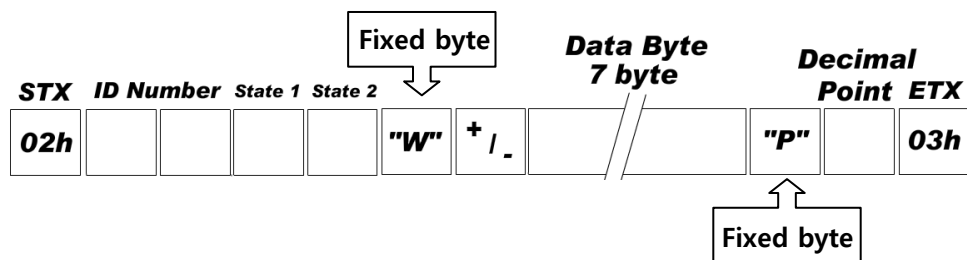 Fixed byte
Data Byte
7 byte
Decimal
Point
STX ID Number State 1 State 2 ETX
02h "W" + / - "P" 03h
Fixed byte